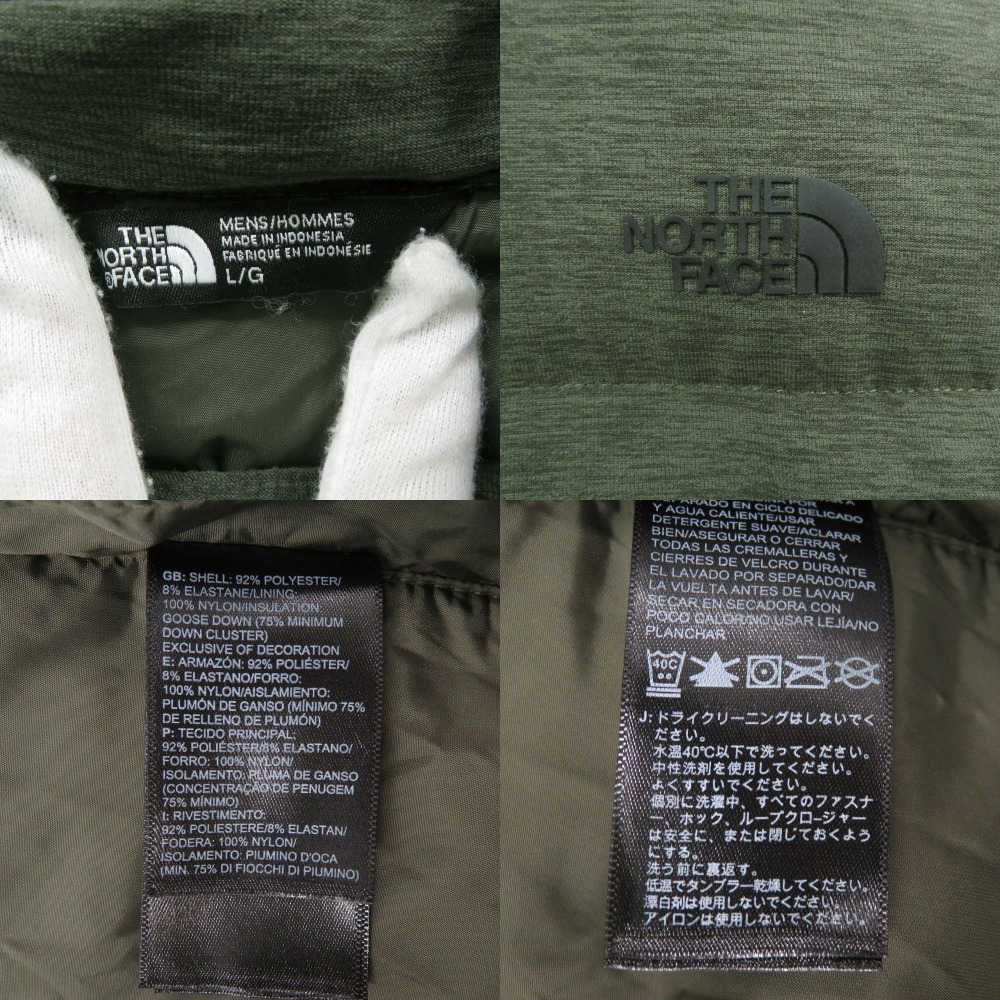 THE
NORTH
FACE
MENS/HOMMES
MADE IN INDONESIA
FABRIQUÉ EN INDONÉSIE
L/G
THE
NORTH
FACE
GB: SHELL: 92% POLYESTER/
8% ELASTANE/LINING:
100% NYLON/INSULATION
GOOSE DOWN (75% MINIMUM
DOWN CLUSTER)
EXCLUSIVE OF DECORATION
E: ARMAZÓN: 92% POLIÉSTER/
8% ELASTANO/FORRO:
100% NYLON/AISLAMIENTO:
PLUMÓN DE GANSO (MÍNIMO 75%
DE RELLENO DE PLUMÓN)
P: TECIDO PRINCIPAL:
92% POLIÉSTER/8% ELASTANO/
FORRO: 100% NYLON/
ISOLAMENTO: PLUMA DE GANSO
(CONCENTRAÇÃO DE PENUGEM
75% MÍNIMO)
I: RIVESTIMENTO:
92% POLIESTERE/8% ELASTAN/
FODERA: 100% NYLON/
ISOLAMENTO: PIUMINO D'OCA
(MIN. 75% DI FIOCCHI DI PIUMINO)
SEPARADO EN CICLO DELICADO
Y AGUA CALIENTE/USAR
DETERGENTE SUAVE/ACLARAR
BIEN/ASEGURAR O CERRAR
TODAS LAS CREMALLERAS Y
CIERRES DE VELCRO DURANTE
EL LAVADO POR SEPARADO/DAR
LA VUELTA ANTES DE LAVAR/
SECAR EN SECADORA CON
POCO CALOR/NO USAR LEJÍA/NO
PLANCHAR
40C
J: ドライクリーニングはしないでく
ださい。
水温40℃以下で洗ってください。
中性洗剤を使用してください。
よくすすいでください。
個別に洗濯中、すべてのファスナ
ー、ホック、ループクロ-ジャー
は安全に、または閉じておくよう
にする。
洗う前に裏返す。
低温でタンブラー乾燥してください。
漂白剤は使用しないでください。
アイロンは使用しないでください。